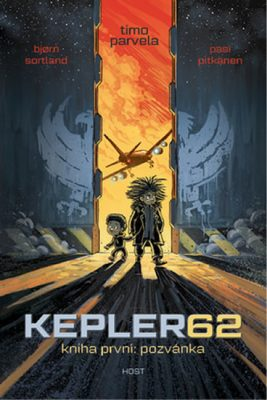 timo
parvela
bjørn
sortland
pasi
pitkänen
KEPLER62
kniha první: pozvánka
HOST